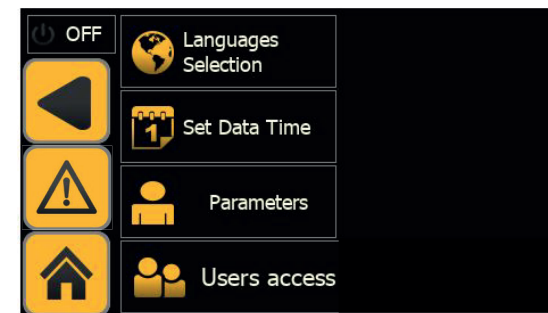 OFF
Languages
Selection
1
Set Data Time
Parameters
Users access